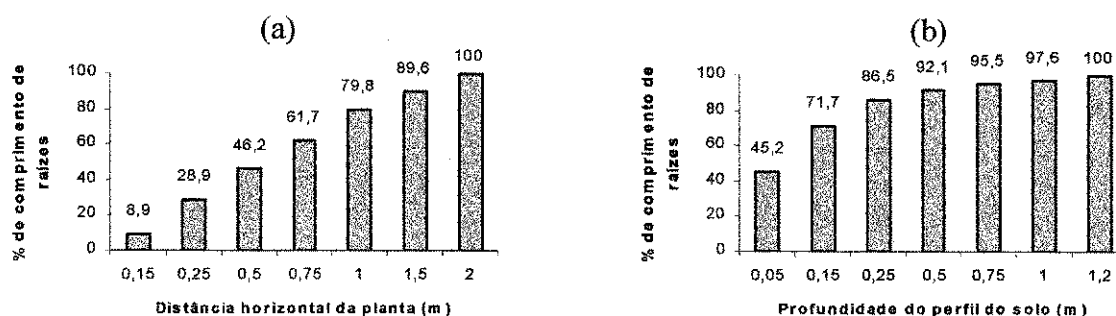 (a)
% de comprimento de
raízes
100
80
60
40
20
0
8,9
28,9
46,2
61,7
79,8
89,6
100
0,15 0,25 0,5 0,75 1 1,5 2
Distância horizontal da planta (m)
(b)
% de comprimento de
raízes
100
80
60
40
20
0
45,2
71,7
86,5
92,1
95,5
97,6
100
0,05 0,15 0,25 0,5 0,75 1 1,2
Profundidade do perfil do solo (m)